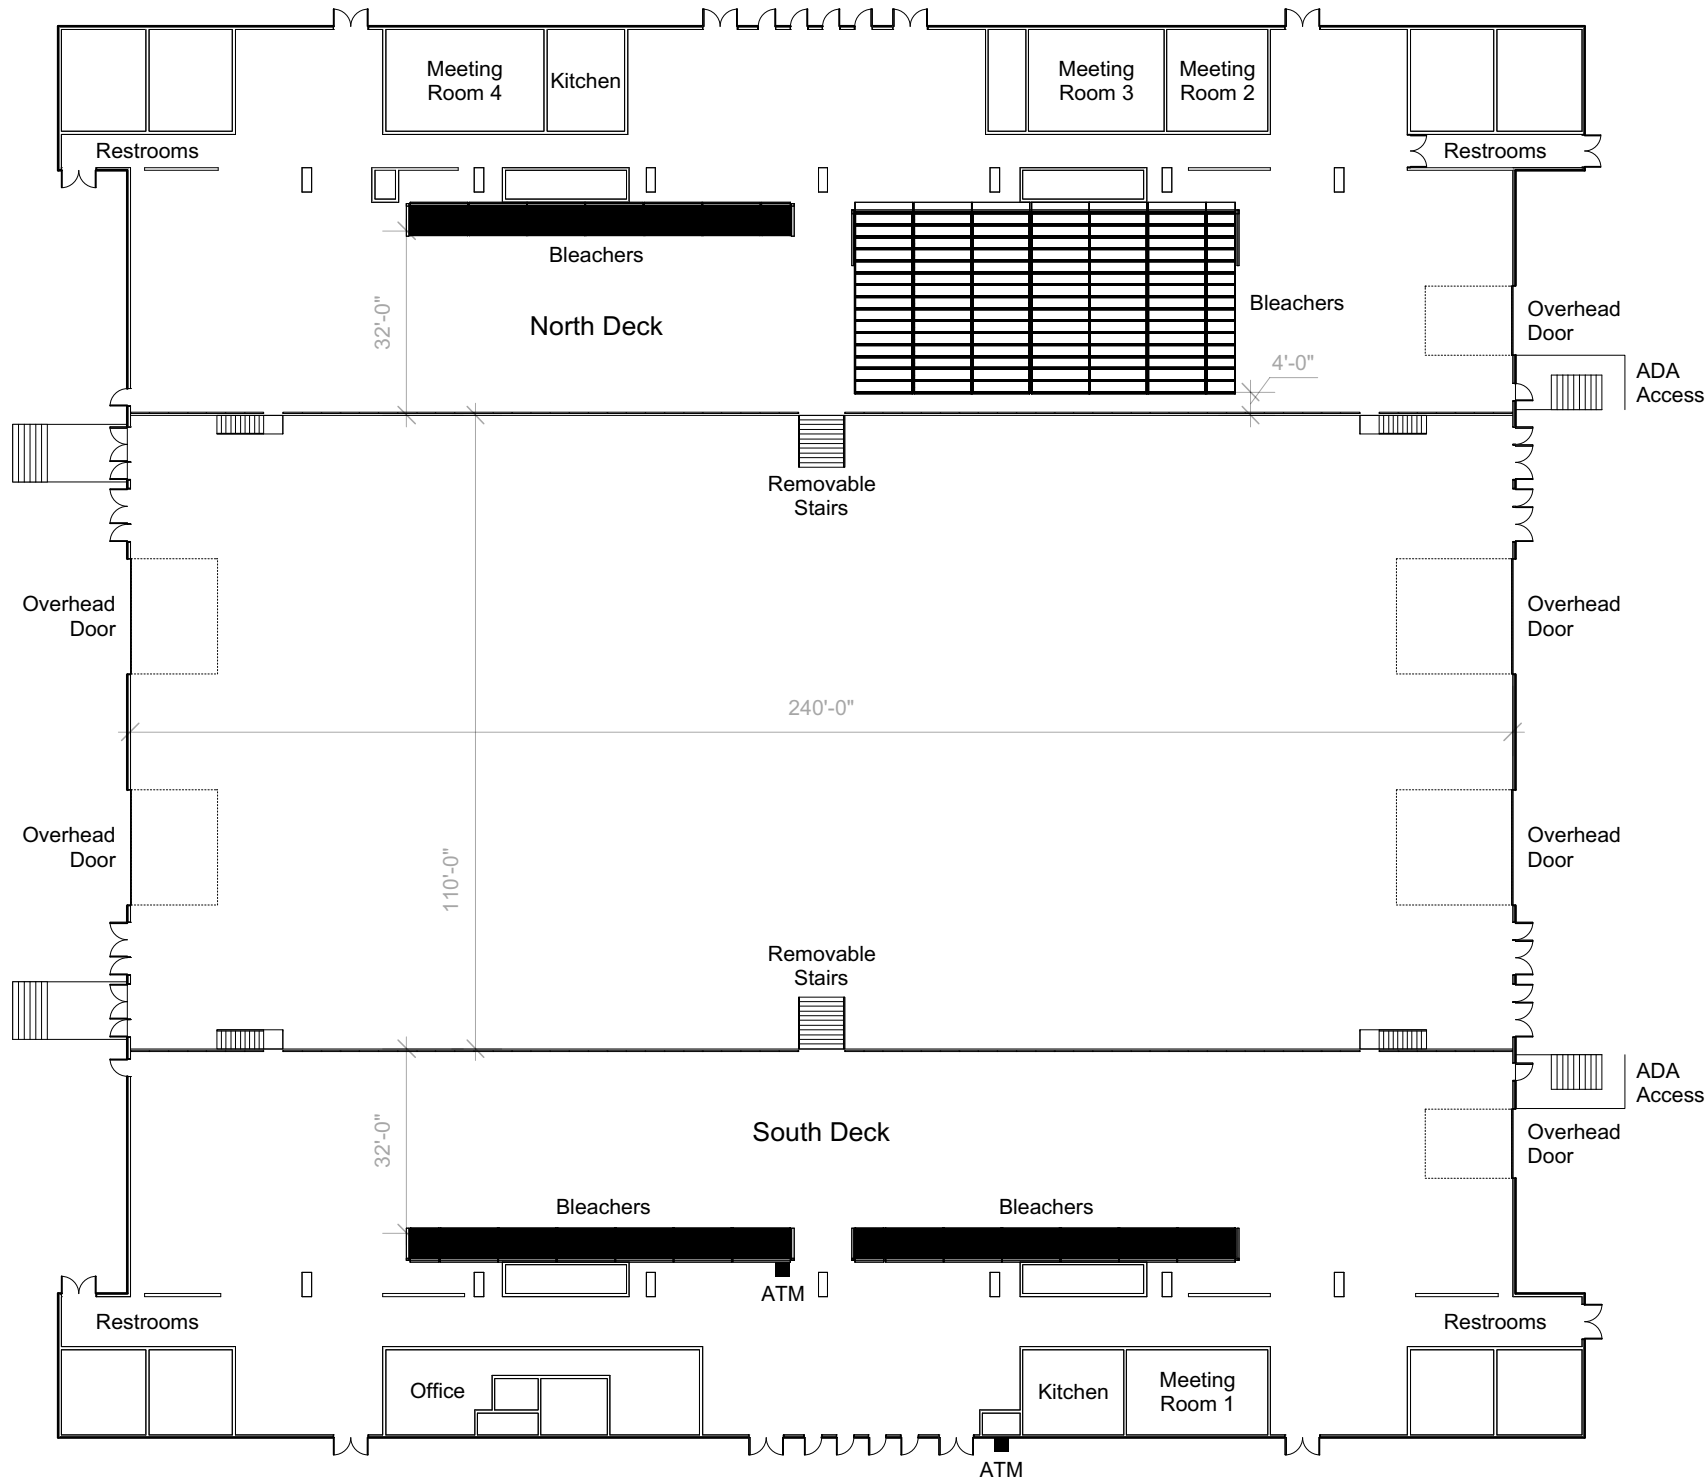 Meeting
Room 4
Kitchen
Meeting
Room 3
Meeting
Room 2
Restrooms
Restrooms
Bleachers
32'-0"
North Deck
Bleachers
Overhead
Door
4'-0"
ADA
Access
Removable
Stairs
Overhead
Door
Overhead
Door
240'-0"
Overhead
Door
110'-0"
Overhead
Door
Removable
Stairs
ADA
Access
32'-0"
South Deck
Overhead
Door
Bleachers
Bleachers
ATM
Restrooms
Restrooms
Office
Kitchen
Meeting
Room 1
ATM